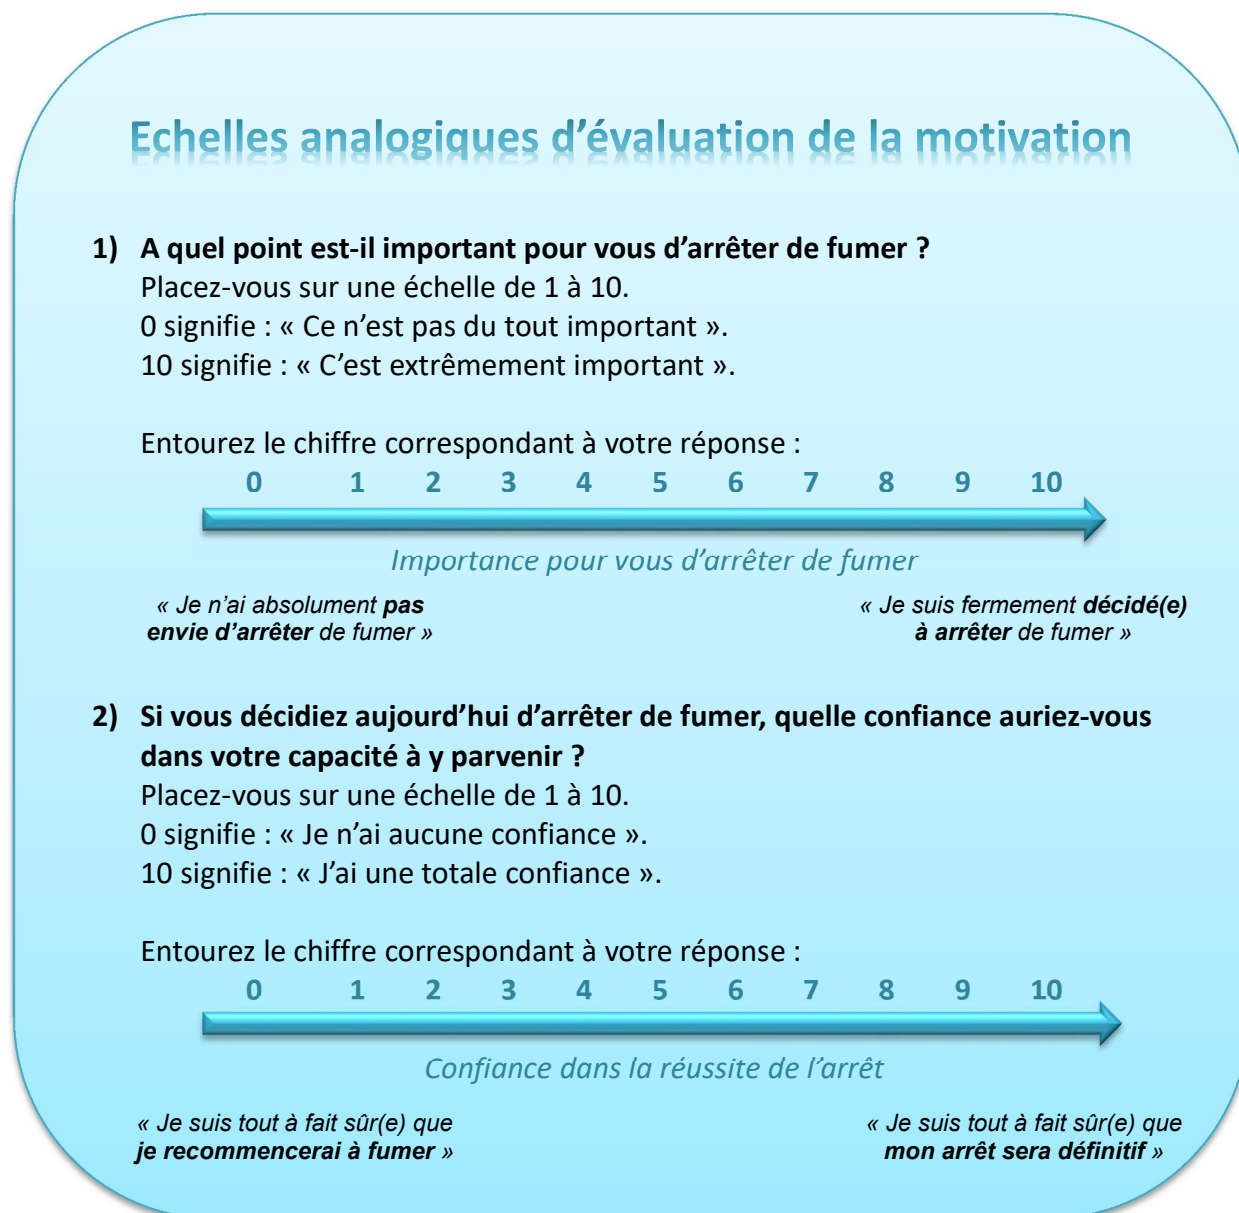 Echelles analogiques d’évaluation de la motivation
1) A quel point est-il important pour vous d’arrêter de fumer ?
Placez-vous sur une échelle de 1 à 10.
0 signifie : « Ce n’est pas du tout important ».
10 signifie : « C’est extrêmement important ».
Entourez le chiffre correspondant à votre réponse :
0 1 2 3 4 5 6 7 8 9 10
Importance pour vous d’arrêter de fumer
« Je n’ai absolument pas
envie d’arrêter de fumer »
« Je suis fermement décidé(e)
à arrêter de fumer »
2) Si vous décidiez aujourd’hui d’arrêter de fumer, quelle confiance auriez-vous
dans votre capacité à y parvenir ?
Placez-vous sur une échelle de 1 à 10.
0 signifie : « Je n’ai aucune confiance ».
10 signifie : « J’ai une totale confiance ».
Entourez le chiffre correspondant à votre réponse :
0 1 2 3 4 5 6 7 8 9 10
Confiance dans la réussite de l’arrêt
« Je suis tout à fait sûr(e) que
je recommencerai à fumer »
« Je suis tout à fait sûr(e) que
mon arrêt sera définitif »